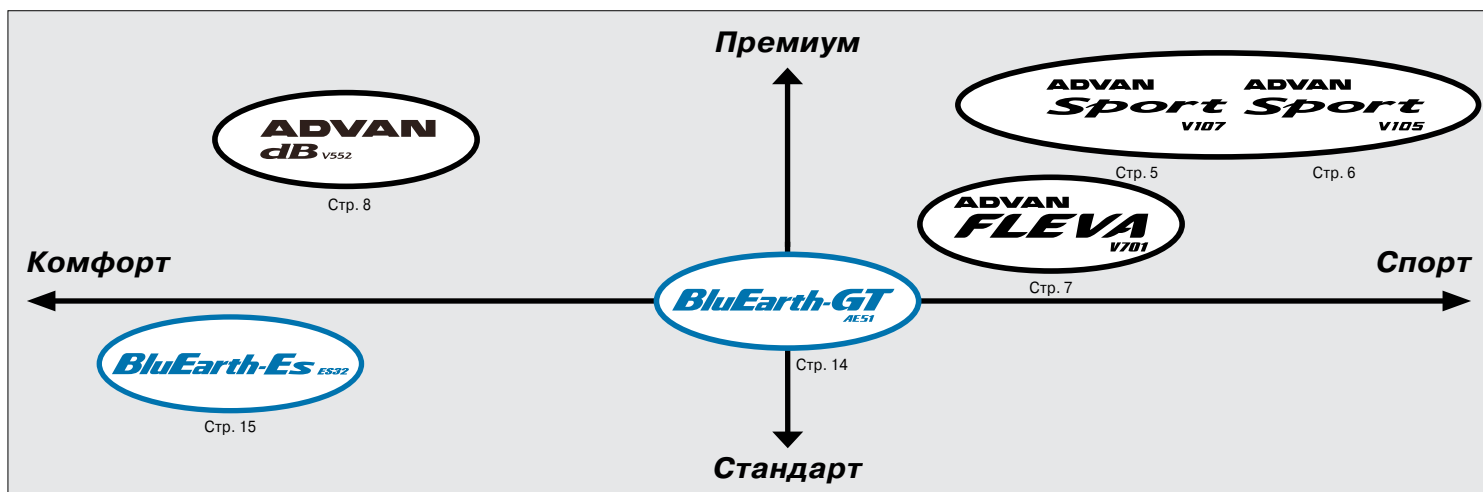 Премиум
ADVAN
Sport
V107
ADVAN
Sport
V105
Стр. 5
Стр. 6
ADVAN
dB V552
Стр. 8
ADVAN
FLEVA
V701
Стр. 7
Комфорт
Спорт
BluEarth-GT
AE51
Стр. 14
BluEarth-Es ES32
Стр. 15
Стандарт